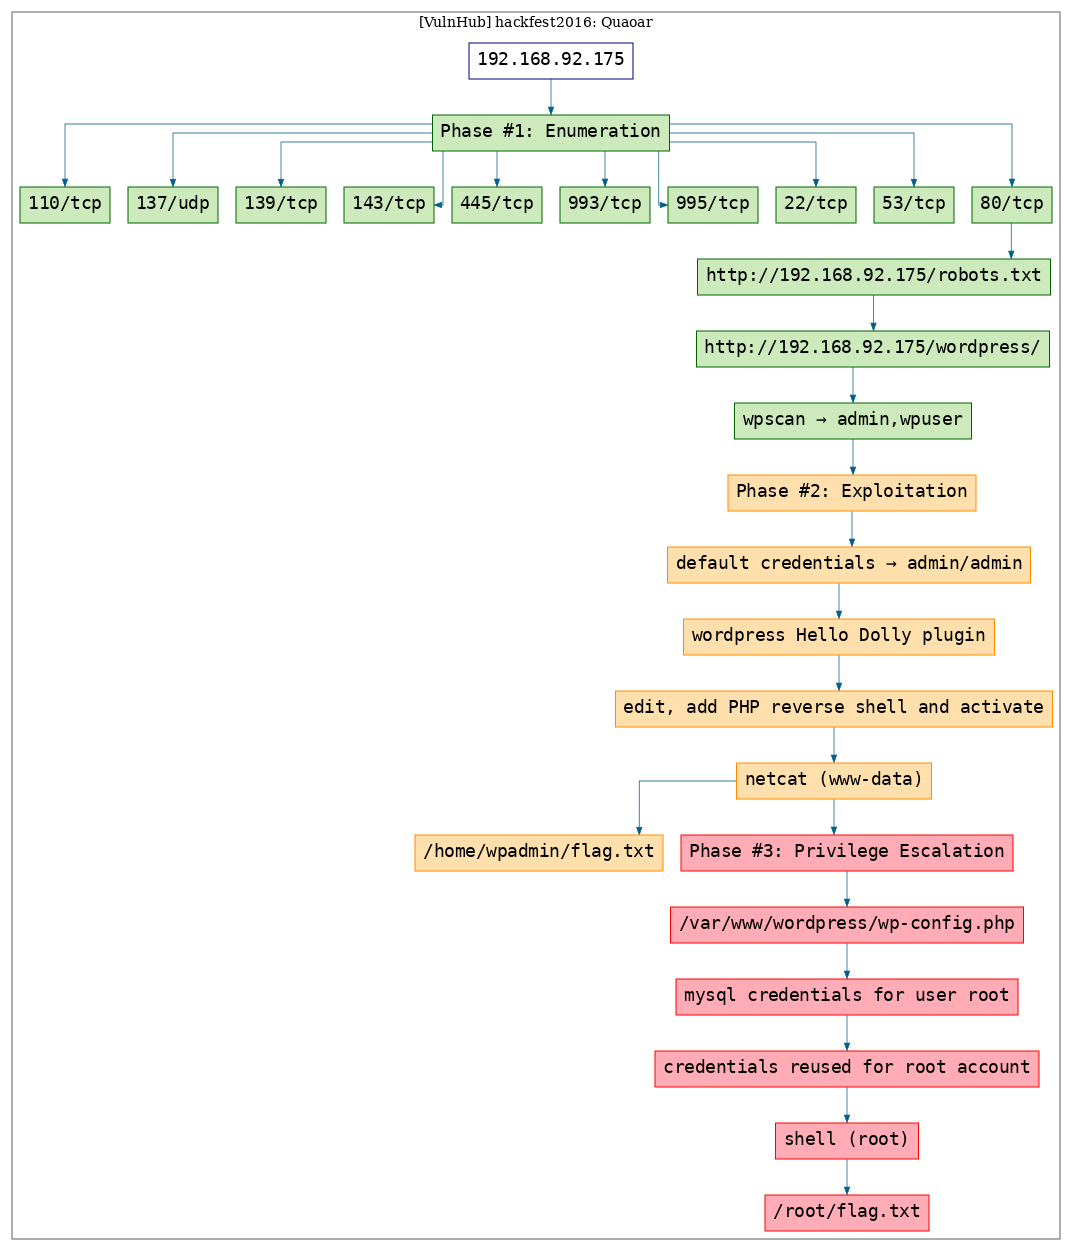 [VulnHub] hackfest2016: Quaoar
192.168.92.175
Phase #1: Enumeration
110/tcp
137/udp
139/tcp
143/tcp
445/tcp
993/tcp
995/tcp
22/tcp
53/tcp
80/tcp
http://192.168.92.175/robots.txt
http://192.168.92.175/wordpress/
wpscan → admin,wpuser
Phase #2: Exploitation
default credentials → admin/admin
wordpress Hello Dolly plugin
edit, add PHP reverse shell and activate
netcat (www-data)
/home/wpadmin/flag.txt
Phase #3: Privilege Escalation
/var/www/wordpress/wp-config.php
mysql credentials for user root
credentials reused for root account
shell (root)
/root/flag.txt